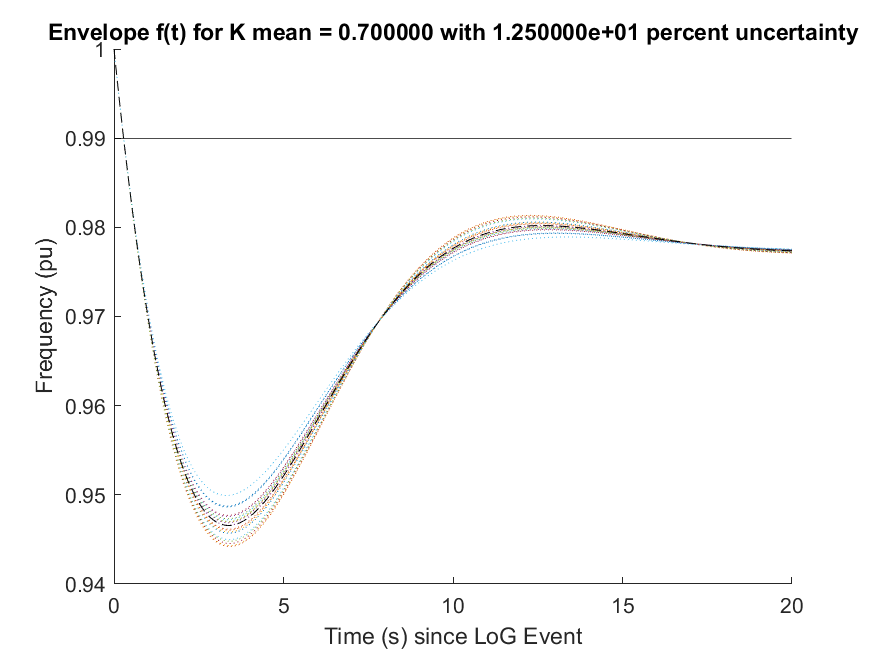 Envelope f(t) for K mean = 0.700000 with 1.250000e+01 percent uncertainty
1
0.99
0.98
0.97
0.96
0.95
0.94
Frequency (pu)
0 5 10 15 20
Time (s) since LoG Event